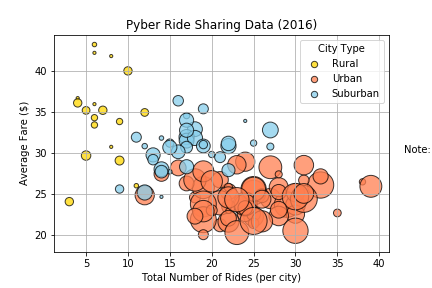 Pyber Ride Sharing Data (2016)
City Type
Rural
Urban
Suburban
40
35
30
25
20
Average Fare ($)
5 10 15 20 25 30 35 40
Total Number of Rides (per city)
Note: